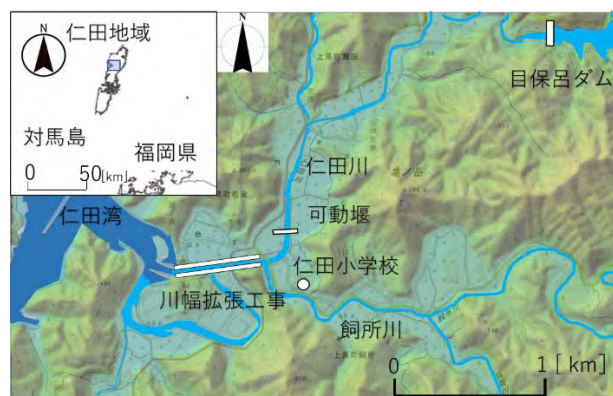 仁田地域
N
N
目保呂ダム
対馬島
福岡県
0 50[km]
仁田川
仁田湾
可動堰
仁田小学校
川幅拡張工事
飼所川
0 1 [km]